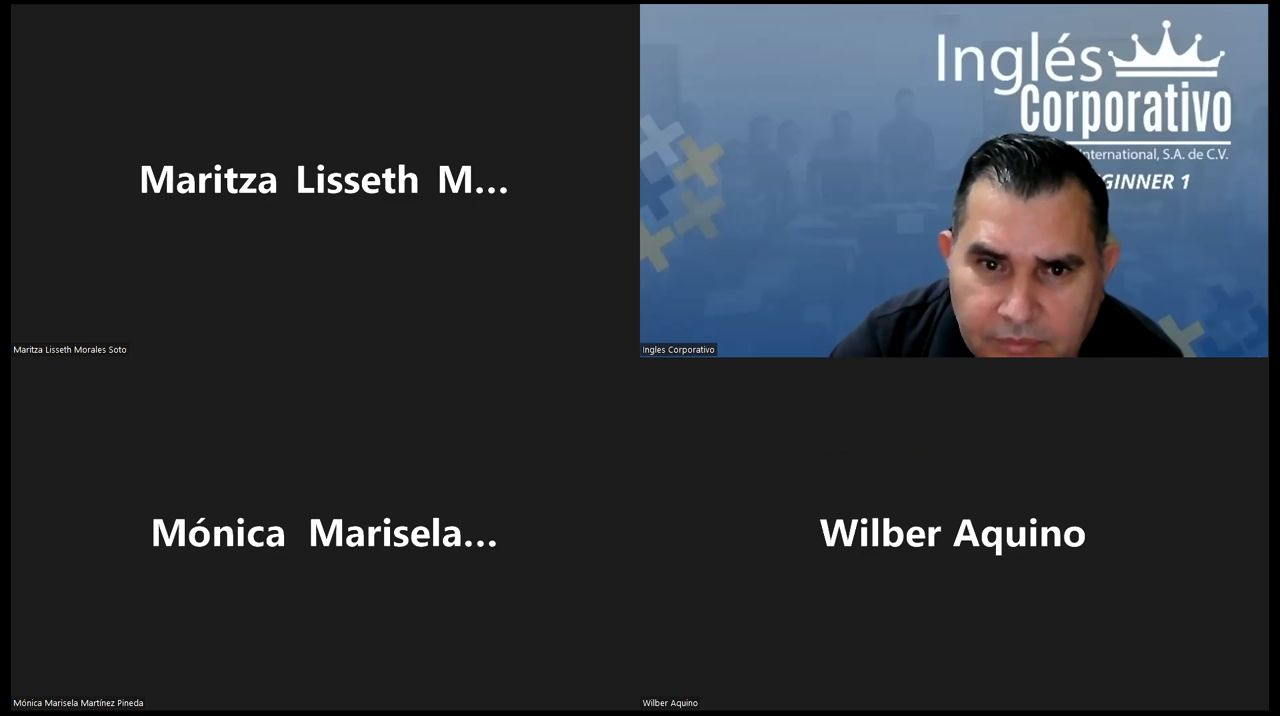 Maritza Lisseth M...
Maritza Lisseth Morales Soto
Inglés
Corporativo
International, S.A. de C.V.
GINNER 1
Ingles Corporativo
Mónica Marisela...
Mónica Marisela Martínez Pineda
Wilber Aquino
Wilber Aquino